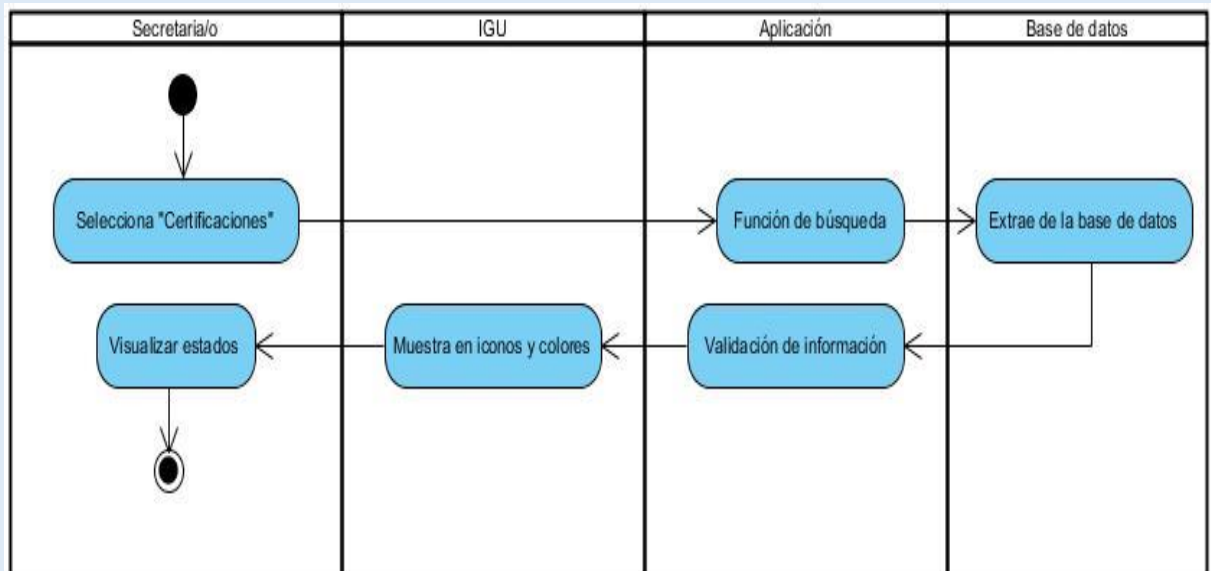 Secretaria/o
IGU
Aplicación
Base de datos
Selecciona "Certificaciones"
Función de búsqueda
Extrae de la base de datos
Visualizar estados
Muestra en iconos y colores
Validación de información